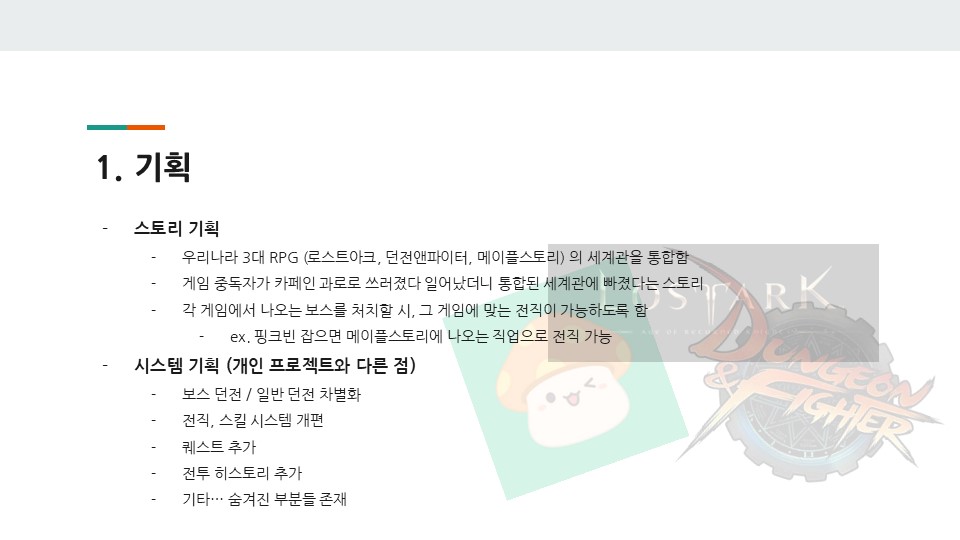 1. 기획
- 스토리 기획
- 우리나라 3대 RPG (로스트아크, 던전앤파이터, 메이플스토리) 의 세계관을 통합함
- 게임 중독자가 카페인 과로로 쓰러졌다 일어났더니 통합된 세계관에 빠졌다는 스토리
- 각 게임에서 나오는 보스를 처치할 시, 그 게임에 맞는 전직이 가능하도록 함
- ex. 핑크빈 잡으면 메이플스토리에 나오는 직업으로 전직 가능
- 시스템 기획 (개인 프로젝트와 다른 점)
- 보스 던전 / 일반 던전 차별화
- 전직, 스킬 시스템 개편
- 퀘스트 추가
- 전투 히스토리 추가
- 기타… 숨겨진 부분들 존재
LOST ARK
DUNGEON
& FIGHTER